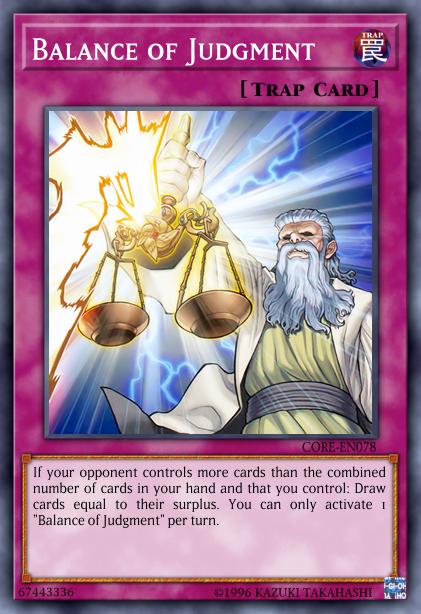 BALANCE OF JUDGMENT
TRAP
罠
[TRAP CARD]
CORE-EN078
If your opponent controls more cards than the combined
number of cards in your hand and that you control: Draw
cards equal to their surplus. You can only activate 1
"Balance of Judgment" per turn.
67443336
©1996 KAZUKI TAKAHASHI